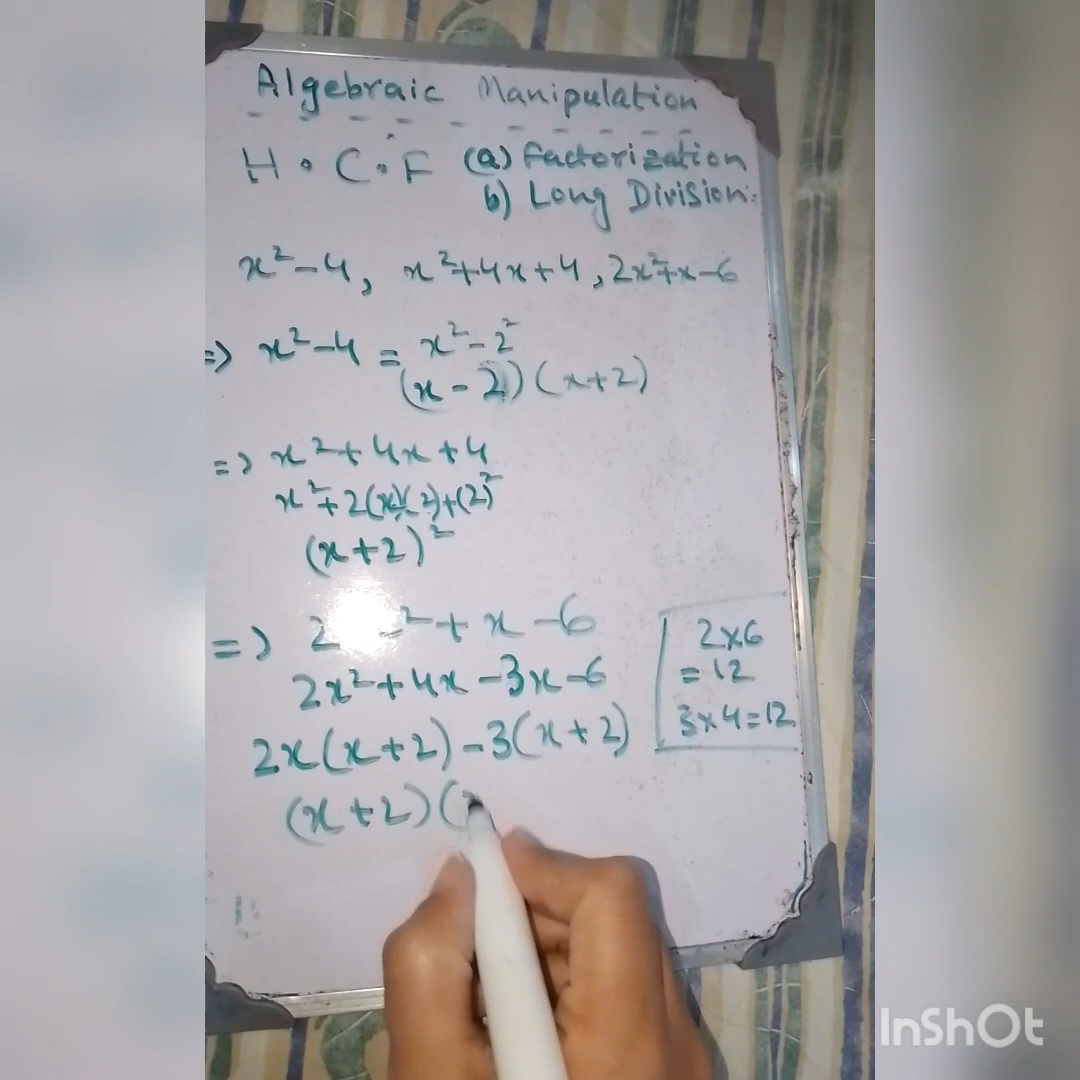 Algebraic Manipulation
H.C.F (a) Factorization
b) Long Division:
x²-4, x²+4x+4, 2x²+x-6
=> x²-4 = x²-2²
(x-2)(x+2)
=> x²+4x+4
x²+2(x)(2)+(2)²
(x+2)²
=> 2 ²+x-6
2x²+4x-3x-6
2x(x+2)-3(x+2)
(x+2)(
2x6
=12
3x4=12
InShOt